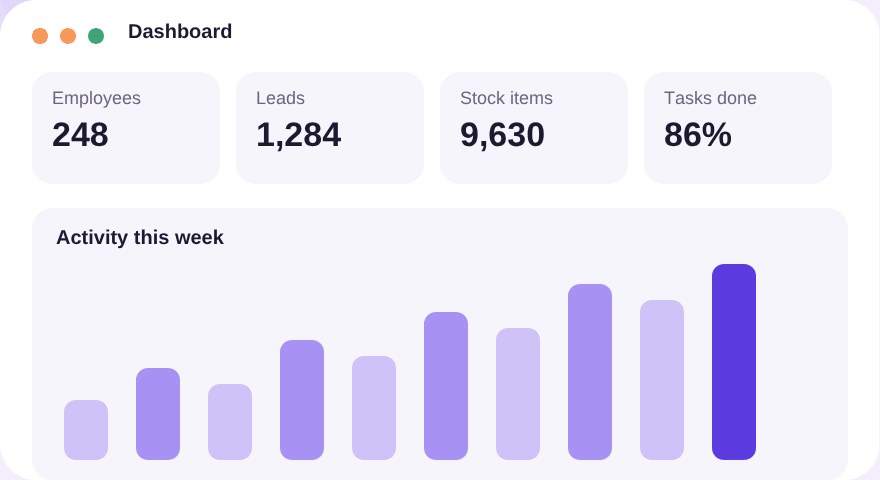 Dashboard
Employees
248
Leads
1,284
Stock items
9,630
Tasks done
86%
Activity this week